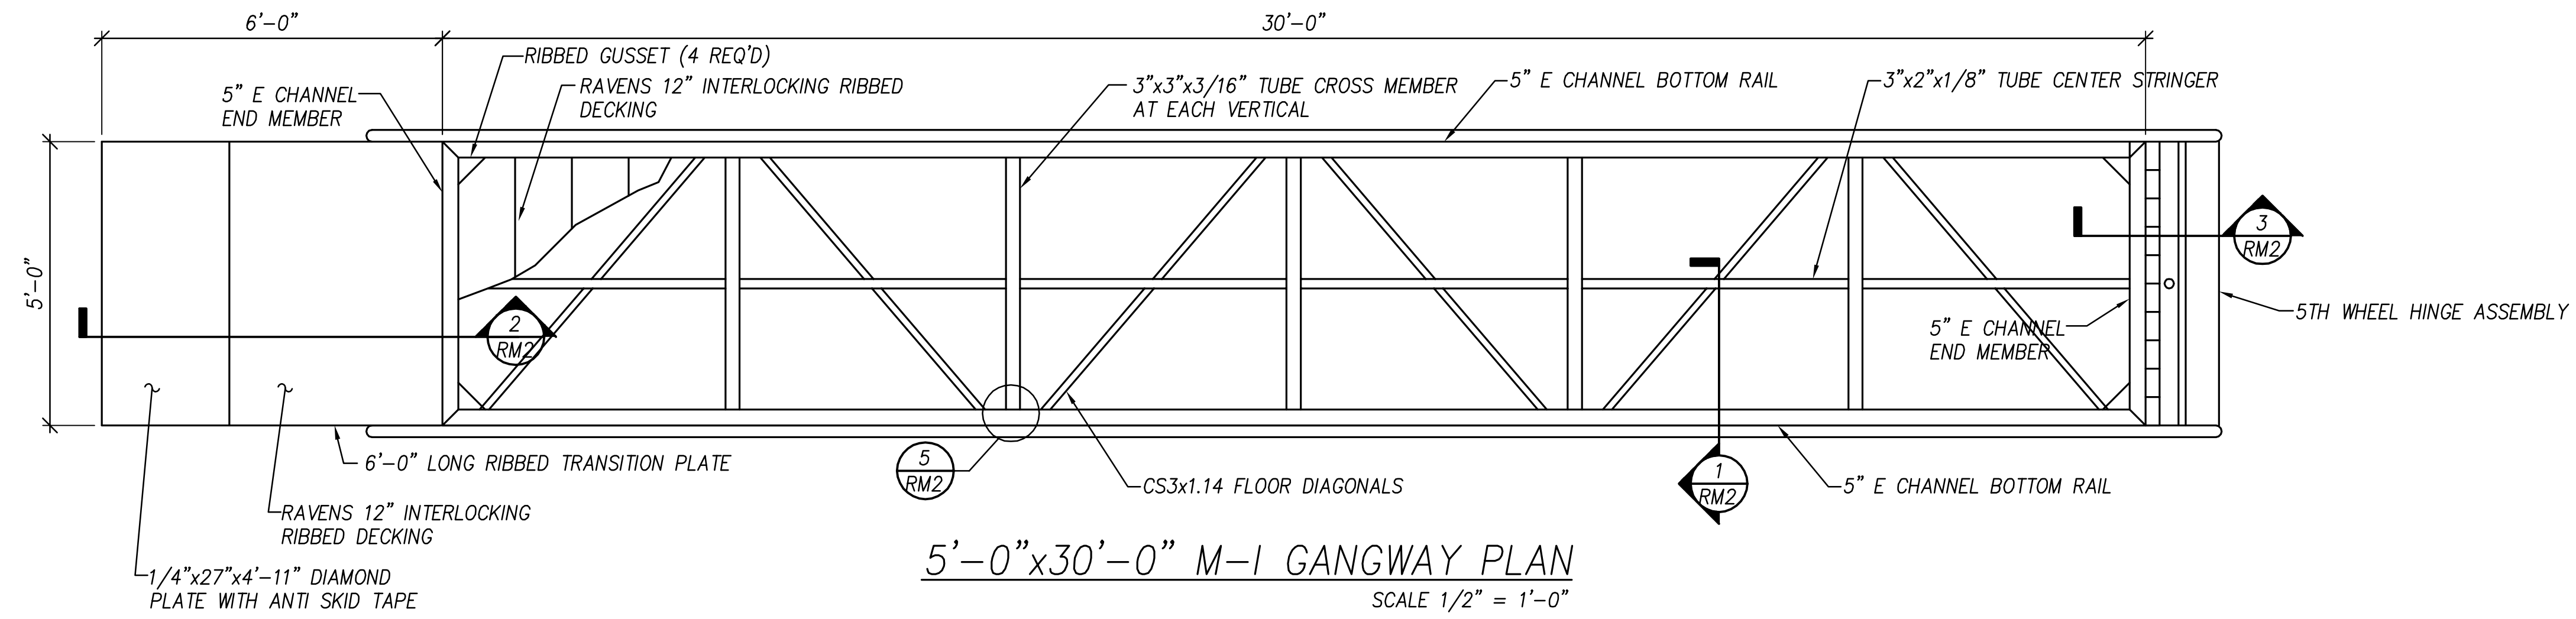 6'-0"
30'-0"
RIBBED GUSSET (4 REQ'D)
RAVENS 12" INTERLOCKING RIBBED
DECKING
5" E CHANNEL
END MEMBER
3"x3"x3/16" TUBE CROSS MEMBER
AT EACH VERTICAL
5" E CHANNEL BOTTOM RAIL
3"x2"x1/8" TUBE CENTER STRINGER
5'-0"
3
RM2
2
RM2
5" E CHANNEL
END MEMBER
5TH WHEEL HINGE ASSEMBLY
6'-0" LONG RIBBED TRANSITION PLATE
5
RM2
CS3x1.14 FLOOR DIAGONALS
1
RM2
5" E CHANNEL BOTTOM RAIL
RAVENS 12" INTERLOCKING
RIBBED DECKING
1/4"x27"x4'-11" DIAMOND
PLATE WITH ANTI SKID TAPE
5'-0"x30'-0" M-I GANGWAY PLAN
SCALE 1/2" = 1'-0"